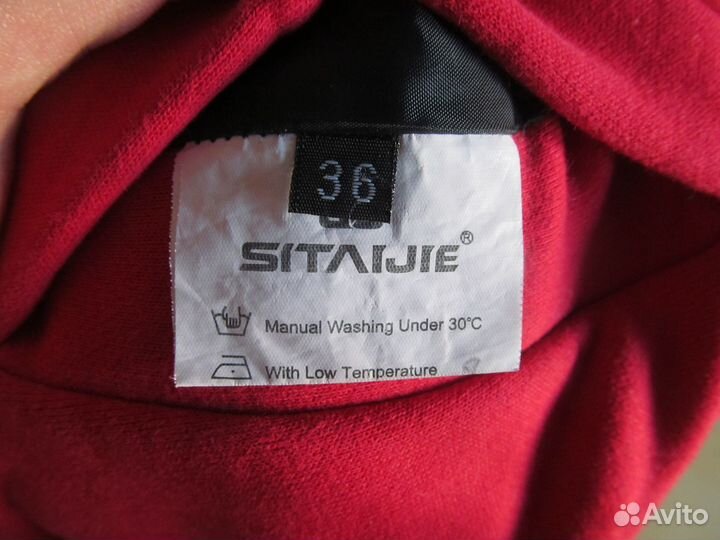 36
SITAIJIE®
Manual Washing Under 30℃
With Low Temperature
Avito